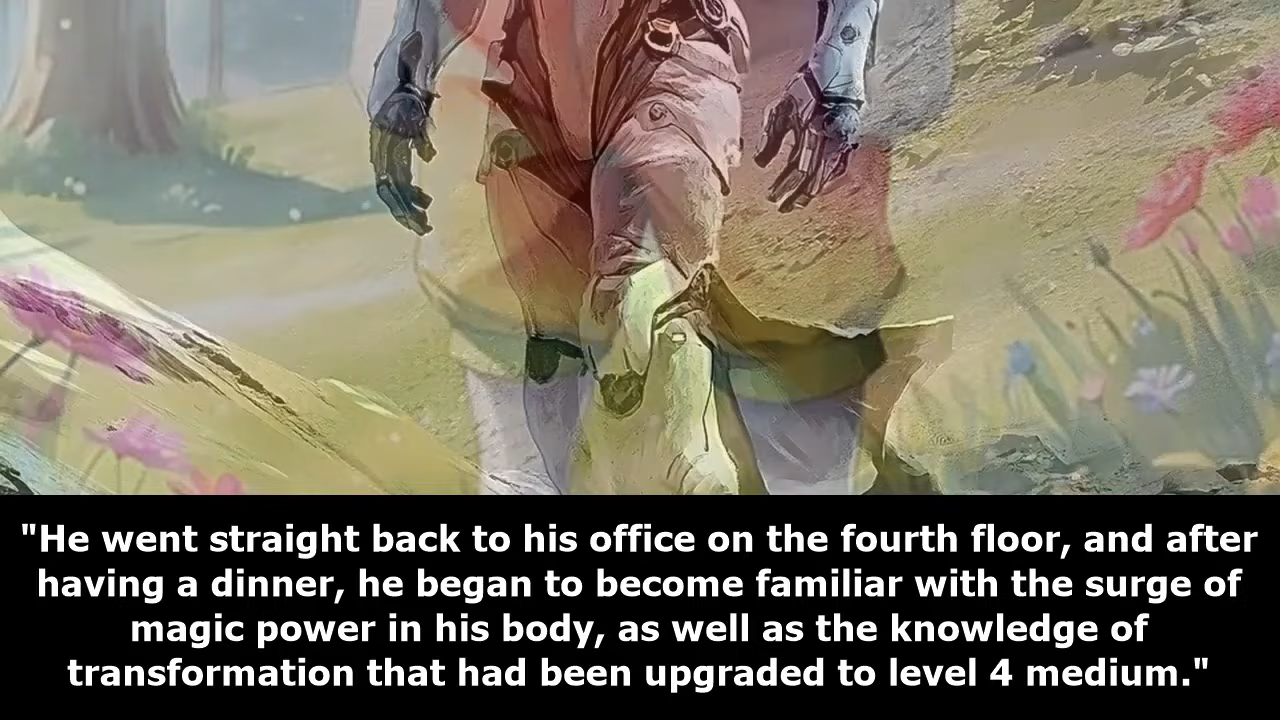 "He went straight back to his office on the fourth floor, and after
having a dinner, he began to become familiar with the surge of
magic power in his body, as well as the knowledge of
transformation that had been upgraded to level 4 medium."